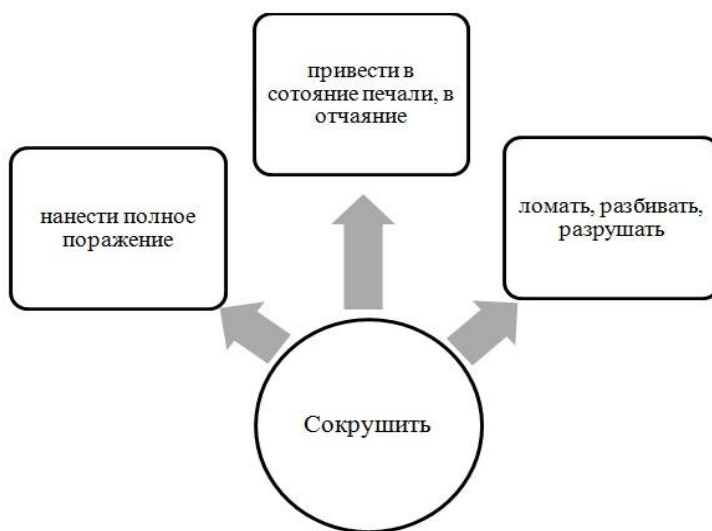 привести в
сотояние печали, в
отчаяние
нанести полное
поражение
ломать, разбивать,
разрушать
Сокрушить